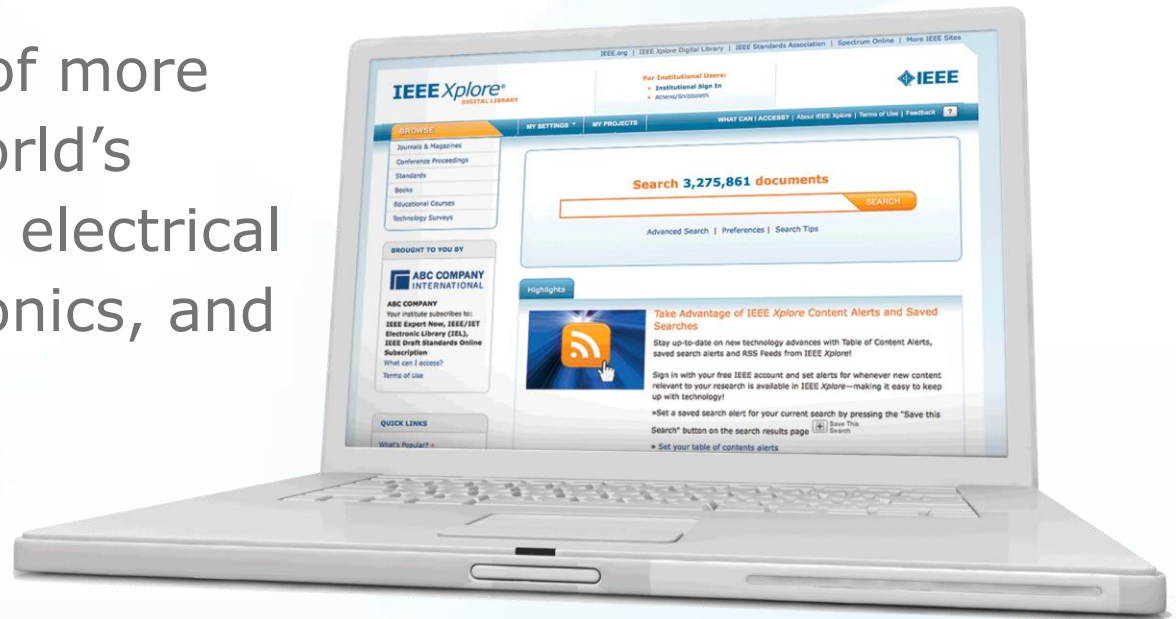 of more
orld's
electrical
onics, and
IEEE.org | IEEE Xplore Digital Library | IEEE Standards Association | Spectrum Online | More IEEE Sites
IEEE Xplore®
DIGITAL LIBRARY
For Institutional Users:
Institutional Sign In
Athens/Shibboleth
IEEE
BROWSE
MY SETTINGS
MY PROJECTS
WHAT CAN I ACCESS? | About IEEE Xplore | Terms of Use | Feedback ?
Journals & Magazines
Conference Proceedings
Standards
Books
Educational Courses
Technology Surveys
Search 3,275,861 documents
SEARCH
Advanced Search | Preferences | Search Tips
BROUGHT TO YOU BY
ABC COMPANY
INTERNATIONAL
ABC COMPANY
Your institute subscribes to:
IEEE Expert Now, IEEE/IET
Electronic Library (IEL),
IEEE Draft Standards Online
Subscription
What can I access?
Terms of Use
QUICK LINKS
What's Popular?
Highlights
Take Advantage of IEEE Xplore Content Alerts and Saved
Searches
Stay up-to-date on new technology advances with Table of Content Alerts,
saved search alerts and RSS Feeds from IEEE Xplore!
Sign in with your free IEEE account and set alerts for whenever new content
relevant to your research is available in IEEE Xplore—making it easy to keep
up with technology!
»Set a saved search alert for your current search by pressing the "Save this
Search" button on the search results page Save This
Search
» Set your table of contents alerts